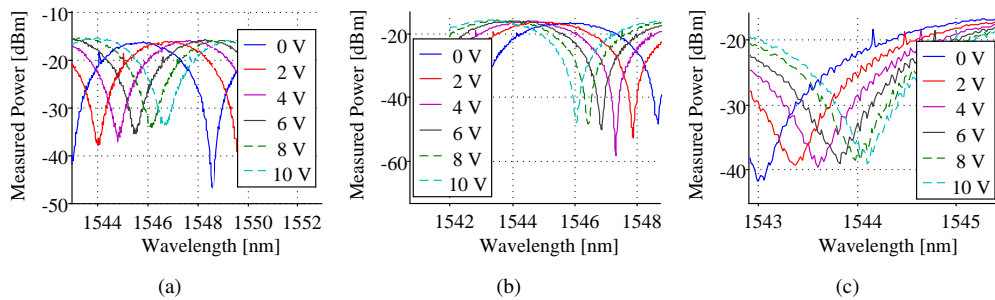 Measured Power [dBm]
-10
-20
-30
-40
-50
1544 1546 1548 1550 1552
Wavelength [nm]
0 V
2 V
4 V
6 V
8 V
10 V
(a)
Measured Power [dBm]
-20
-40
-60
1542 1544 1546 1548
Wavelength [nm]
0 V
2 V
4 V
6 V
8 V
10 V
(b)
Measured Power [dBm]
-20
-30
-40
1543 1544 1545
Wavelength [nm]
0 V
2 V
4 V
6 V
8 V
10 V
(c)